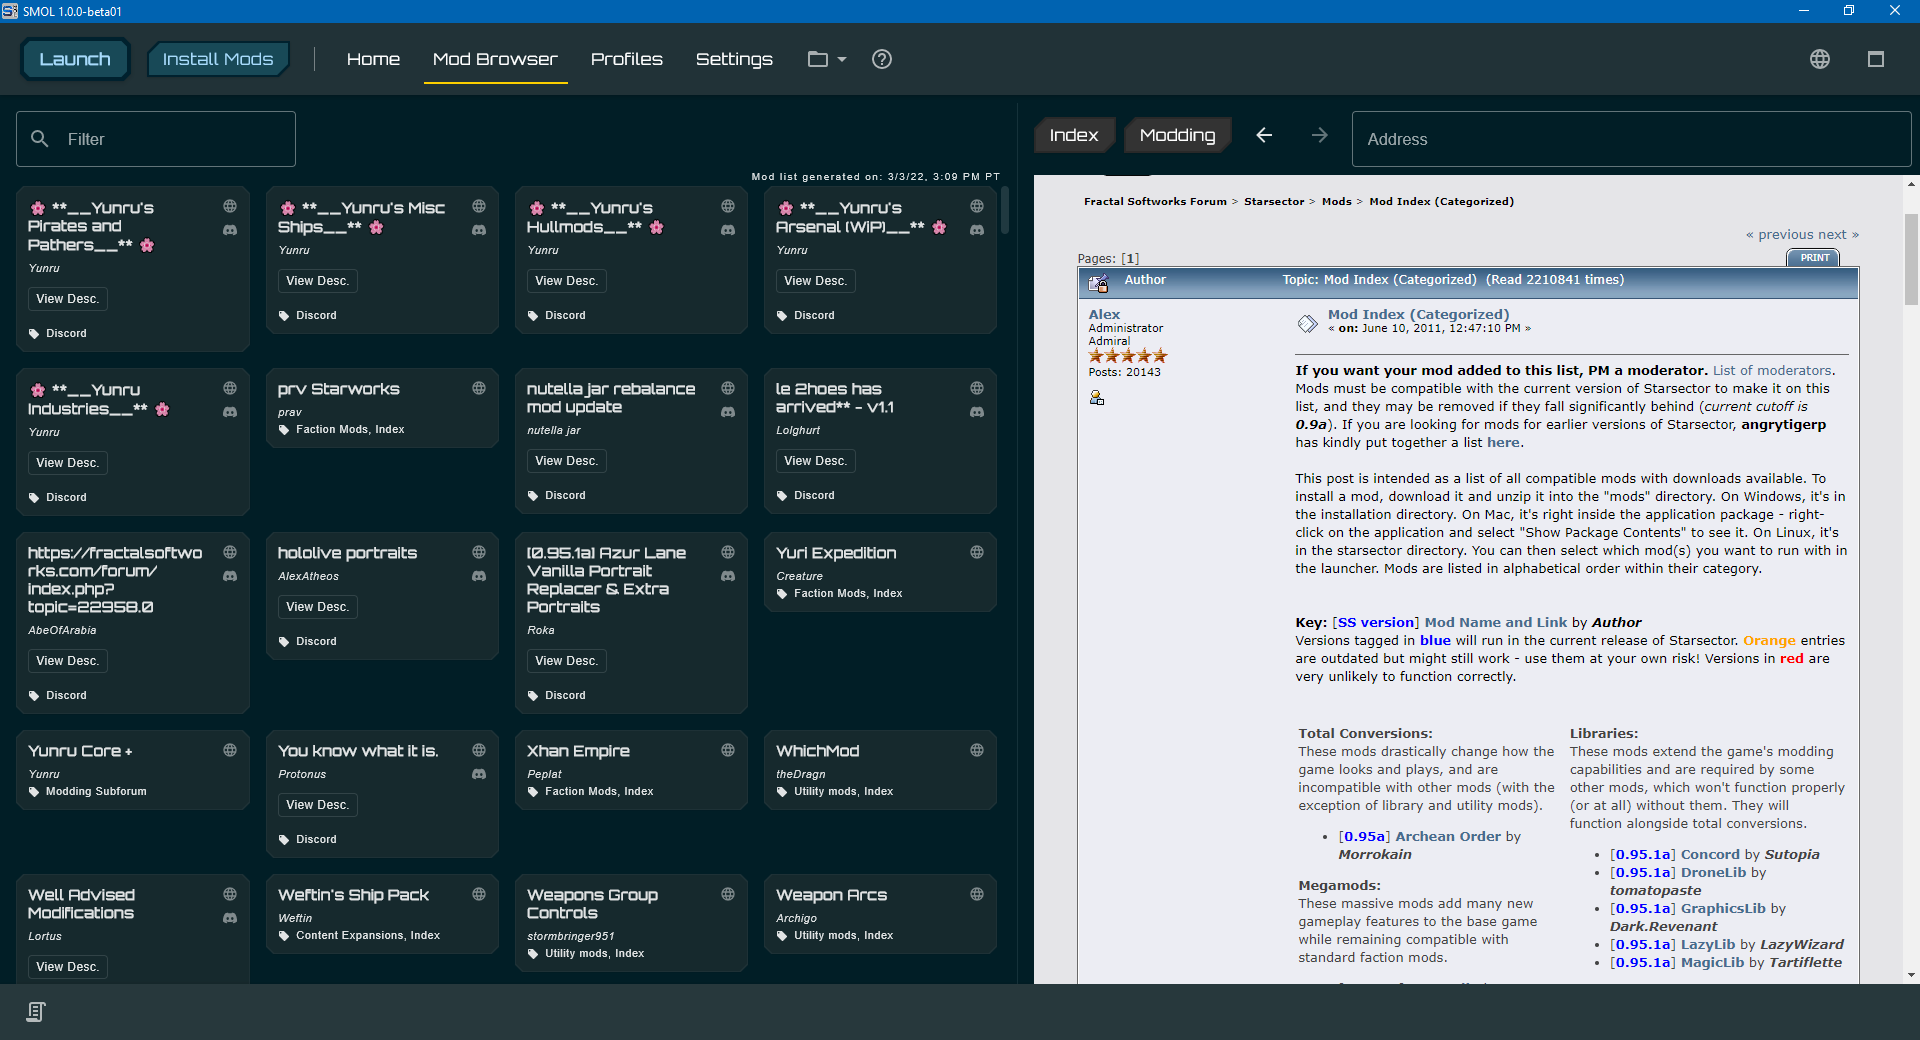 SMOL 1.0.0-beta01
Launch
Install Mods
Home
Mod Browser
Profiles
Settings
Filter
Mod list generated on: 3/3/22, 3:09 PM PT
🌸 **__Yunru's
Pirates and
Pathers__** 🌸
Yunru
View Desc.
Discord
🌸 **__Yunru's Misc
Ships__** 🌸
Yunru
View Desc.
Discord
🌸 **__Yunru's
Hullmods__** 🌸
Yunru
View Desc.
Discord
🌸 **__Yunru's
Arsenal (WiP)__** 🌸
Yunru
View Desc.
Discord
🌸 **__Yunru
Industries__** 🌸
Yunru
View Desc.
Discord
prv Starworks
prav
Faction Mods, Index
nutella jar rebalance
mod update
nutella jar
View Desc.
Discord
le 2hoes has
arrived** - v1.1
Lolghurt
View Desc.
Discord
https://fractalsoftwo
rks.com/forum/
index.php?
topic=22958.0
AbeOfArabia
View Desc.
Discord
hololive portraits
AlexAtheos
View Desc.
Discord
[0.95.1a] Azur Lane
Vanilla Portrait
Replacer & Extra
Portraits
Roka
View Desc.
Discord
Yuri Expedition
Creature
Faction Mods, Index
Yunru Core +
Yunru
Modding Subforum
You know what it is.
Protonus
View Desc.
Discord
Xhan Empire
Peplat
Faction Mods, Index
WhichMod
theDragn
Utility mods, Index
Well Advised
Modifications
Lortus
View Desc.
Weftin's Ship Pack
Weftin
Content Expansions, Index
Weapons Group
Controls
stormbringer951
Utility mods, Index
Weapon Arcs
Archigo
Utility mods, Index
Index
Modding
Address
Fractal Softworks Forum > Starsector > Mods > Mod Index (Categorized)
« previous next »
Pages: [1]
PRINT
Author
Topic: Mod Index (Categorized) (Read 2210841 times)
Alex
Administrator
Admiral
Posts: 20143
Mod Index (Categorized)
« on: June 10, 2011, 12:47:10 PM »
If you want your mod added to this list, PM a moderator. List of moderators.
Mods must be compatible with the current version of Starsector to make it on this
list, and they may be removed if they fall significantly behind (current cutoff is
0.9a). If you are looking for mods for earlier versions of Starsector, angrytigerp
has kindly put together a list here.
This post is intended as a list of all compatible mods with downloads available. To
install a mod, download it and unzip it into the "mods" directory. On Windows, it's in
the installation directory. On Mac, it's right inside the application package - right-
click on the application and select "Show Package Contents" to see it. On Linux, it's
in the starsector directory. You can then select which mod(s) you want to run with in
the launcher. Mods are listed in alphabetical order within their category.
Key: [SS version] Mod Name and Link by Author
Versions tagged in blue will run in the current release of Starsector. Orange entries
are outdated but might still work - use them at your own risk! Versions in red are
very unlikely to function correctly.
Total Conversions:
These mods drastically change how the
game looks and plays, and are
incompatible with other mods (with the
exception of library and utility mods).
• [0.95a] Archean Order by
Morrokain
Megamods:
These massive mods add many new
gameplay features to the base game
while remaining compatible with
standard faction mods.
Libraries:
These mods extend the game's modding
capabilities and are required by some
other mods, which won't function properly
(or at all) without them. They will
function alongside total conversions.
• [0.95.1a] Concord by Sutopia
• [0.95.1a] DroneLib by
tomatopaste
• [0.95.1a] GraphicsLib by
Dark.Revenant
• [0.95.1a] LazyLib by LazyWizard
• [0.95.1a] MagicLib by Tartiflette